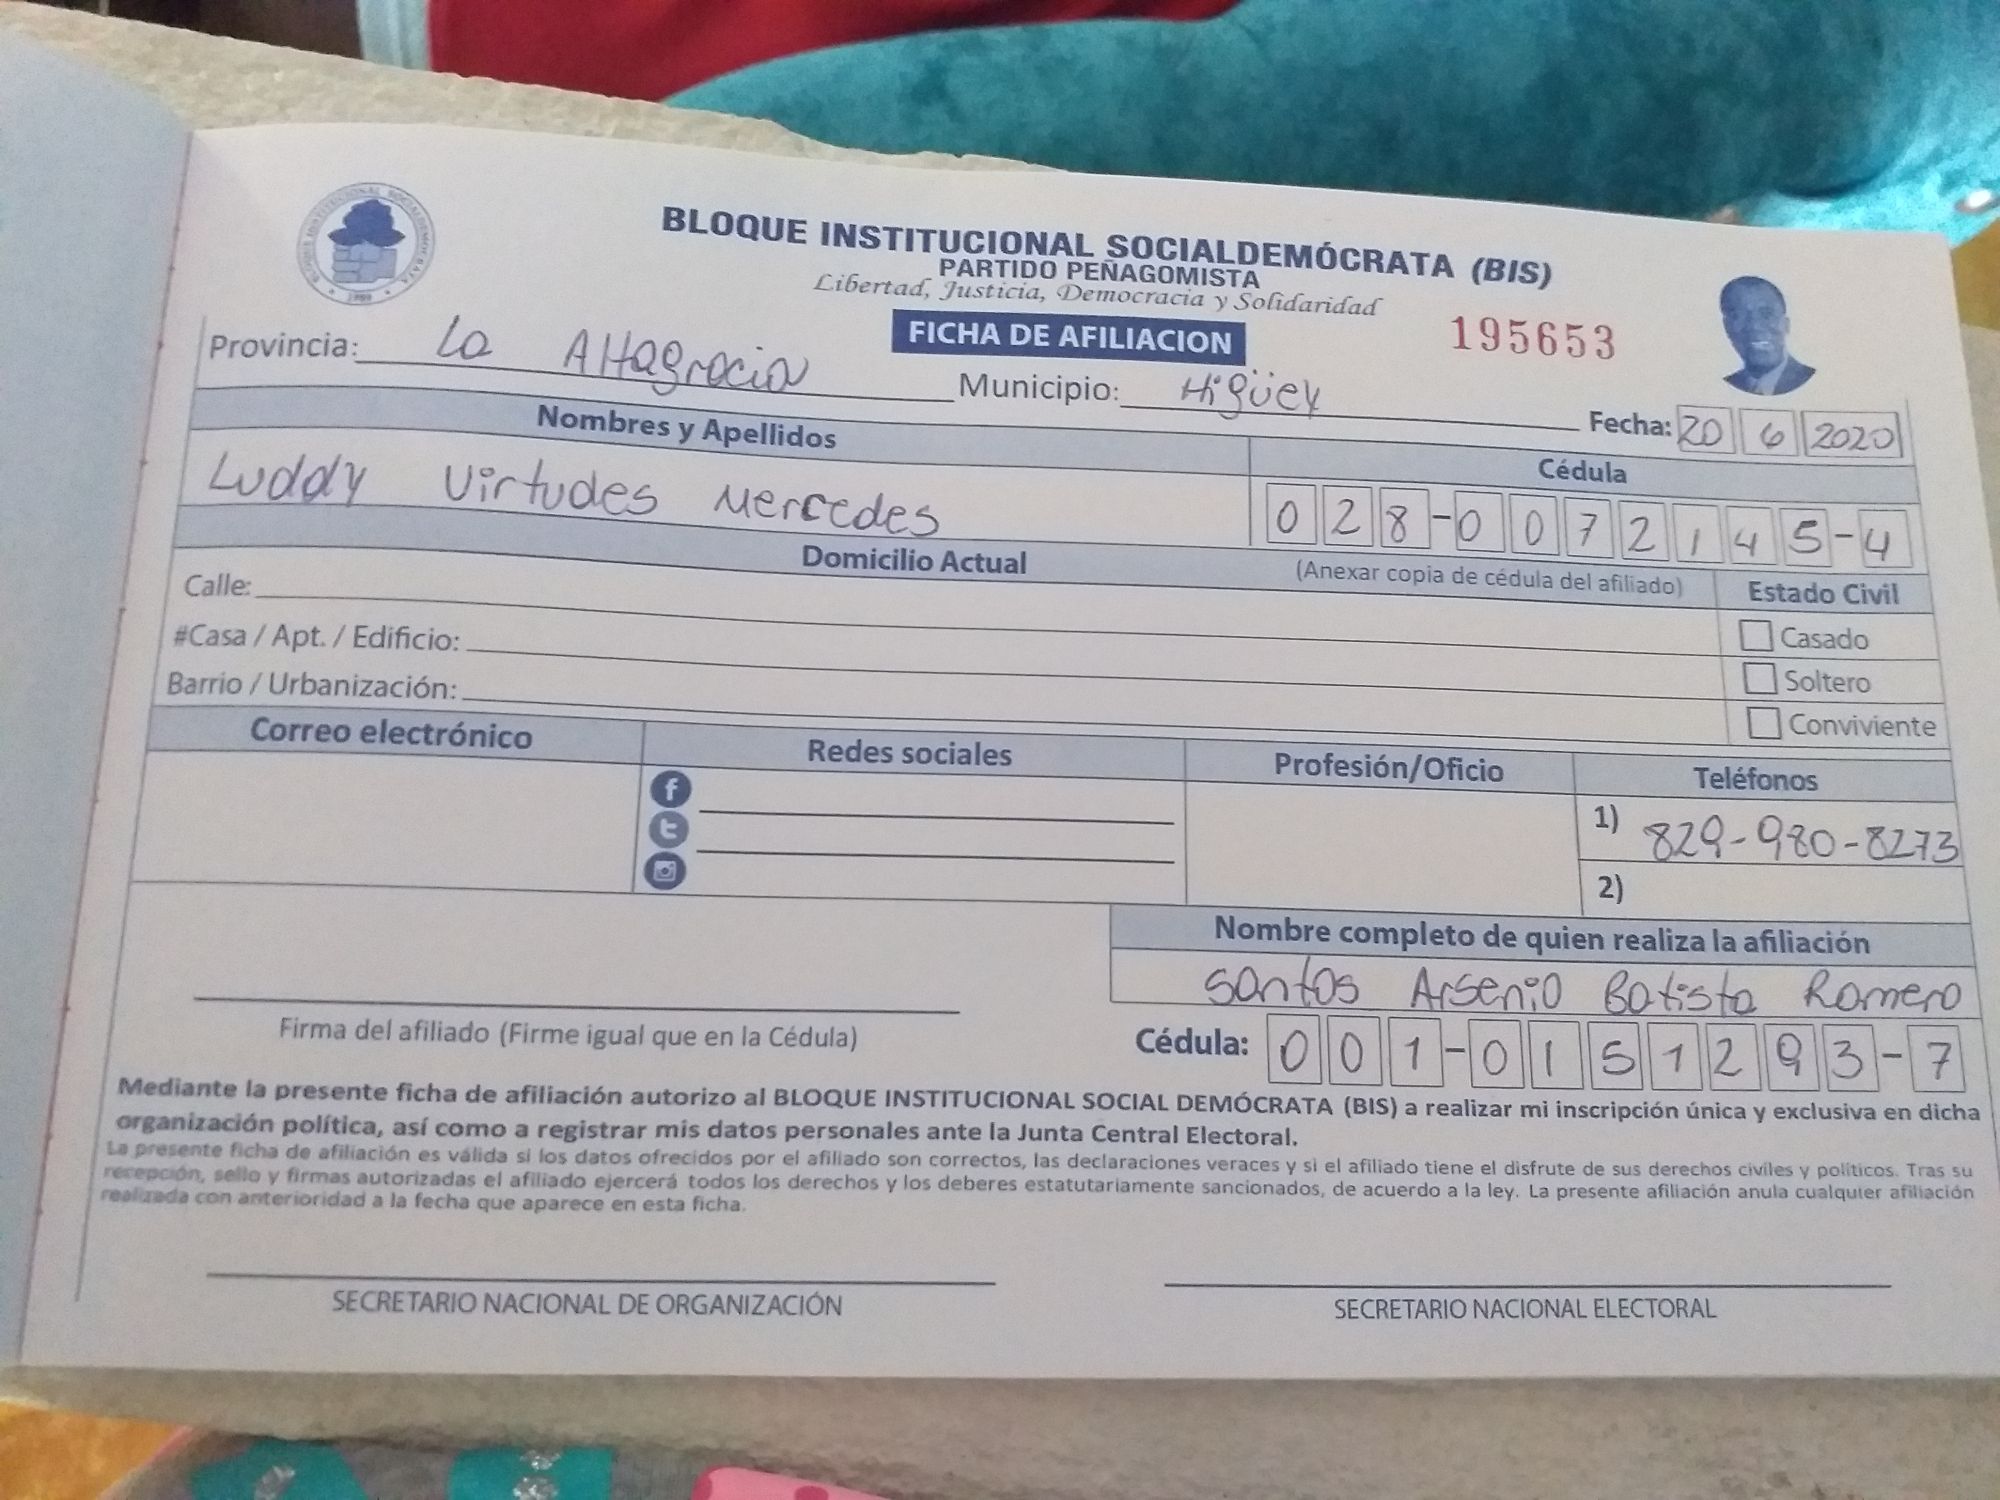 BLOQUE INSTITUCIONAL SOCIALDEMÓCRATA (BIS)
PARTIDO PEÑAGOMISTA
Libertad, Justicia, Democracia y Solidaridad
FICHA DE AFILIACION
195653
Provincia: La Altagracia
Municipio: Higüey
Fecha: 20 6 2020
Nombres y Apellidos
Cédula
Luddy Virtudes Mercedes
028-0072145-4
Domicilio Actual
(Anexar copia de cédula del afiliado)
Estado Civil
Calle:
Casado
#Casa / Apt. / Edificio:
Soltero
Barrio / Urbanización:
Conviviente
Correo electrónico
Redes sociales
Profesión/Oficio
Teléfonos
1) 829-980-8273
2)
Nombre completo de quien realiza la afiliación
Santos Arsenio Batista Romero
Firma del afiliado (Firme igual que en la Cédula)
Cédula: 001-0151293-7
Mediante la presente ficha de afiliación autorizo al BLOQUE INSTITUCIONAL SOCIAL DEMÓCRATA (BIS) a realizar mi inscripción única y exclusiva en dicha
organización política, así como a registrar mis datos personales ante la Junta Central Electoral.
La presente ficha de afiliación es válida si los datos ofrecidos por el afiliado son correctos, las declaraciones veraces y si el afiliado tiene el disfrute de sus derechos civiles y políticos. Tras su
recepción, sello y firmas autorizadas el afiliado ejercerá todos los derechos y los deberes estatutariamente sancionados, de acuerdo a la ley. La presente afiliación anula cualquier afiliación
realizada con anterioridad a la fecha que aparece en esta ficha.
SECRETARIO NACIONAL DE ORGANIZACIÓN
SECRETARIO NACIONAL ELECTORAL